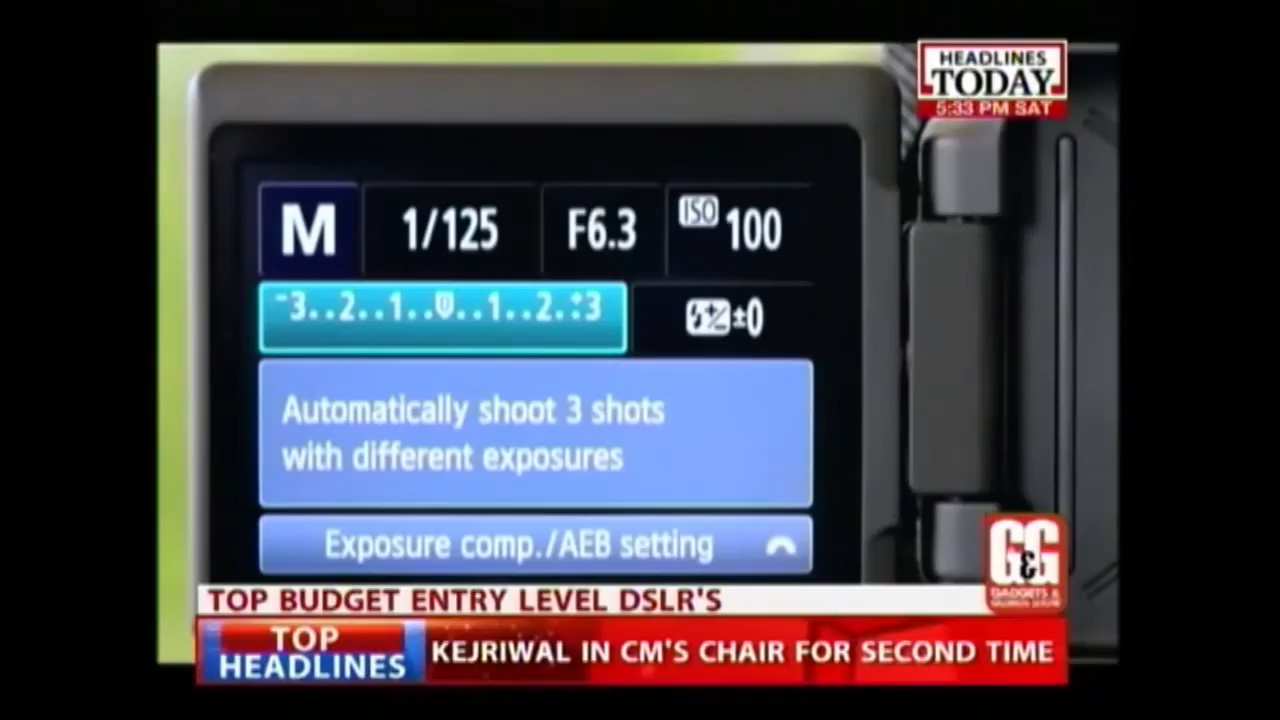 HEADLINES
TODAY
5:33 PM SAT
M 1/125 F6.3 ISO 100
-3..2..1..0..1..2.:+3
±0
Automatically shoot 3 shots
with different exposures
Exposure comp./AEB setting
G&G
GADGETS &
TOP BUDGET ENTRY LEVEL DSLR'S
TOP
HEADLINES
KEJRIWAL IN CM'S CHAIR FOR SECOND TIME